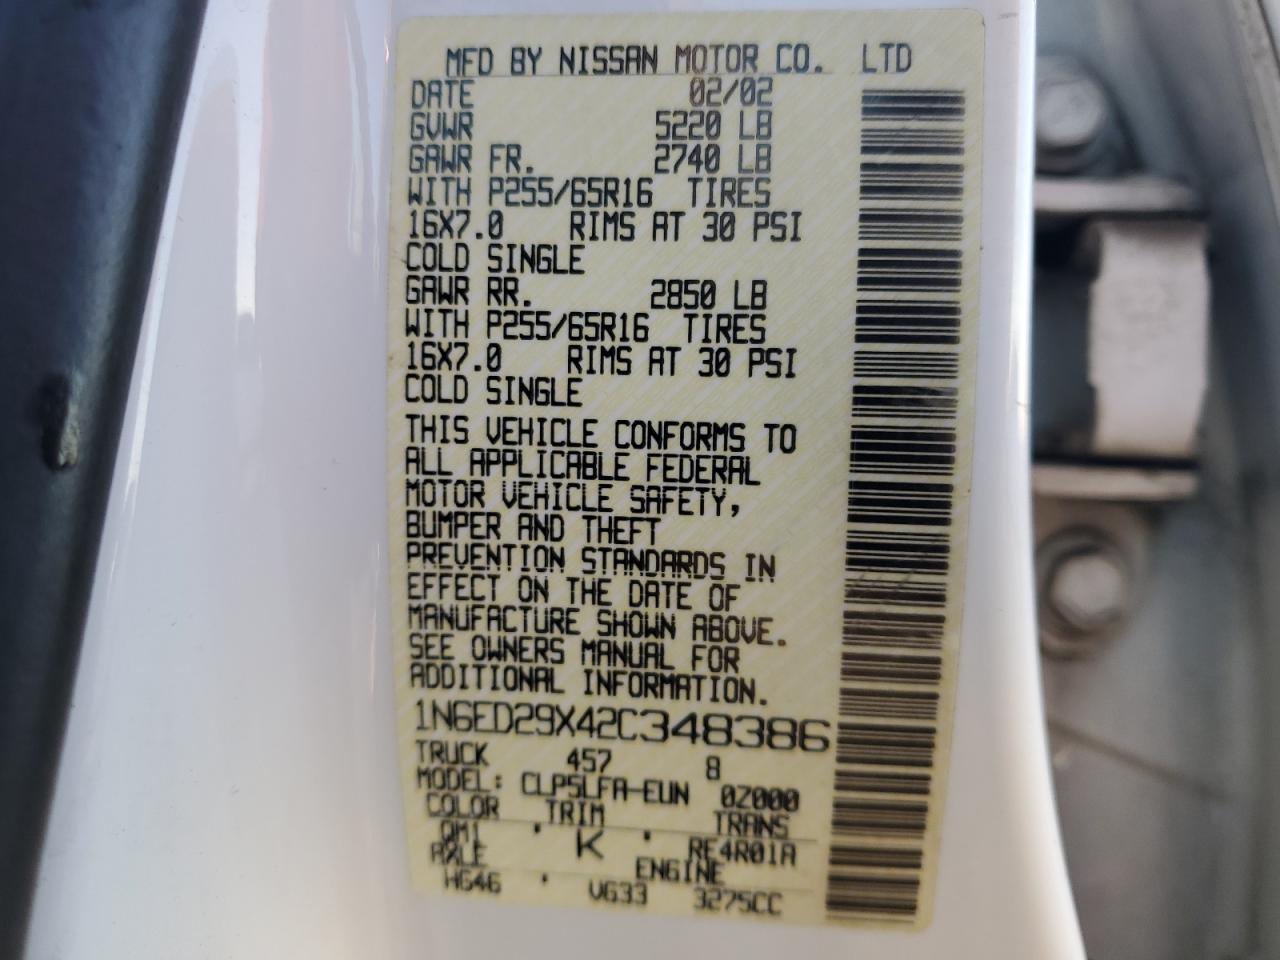 MFD BY NISSAN MOTOR CO. LTD
DATE 02/02
GVWR 5220 LB
GAWR FR. 2740 LB
WITH P255/65R16 TIRES
16X7.0 RIMS AT 30 PSI
COLD SINGLE
GAWR RR. 2850 LB
WITH P255/65R16 TIRES
16X7.0 RIMS AT 30 PSI
COLD SINGLE
THIS VEHICLE CONFORMS TO
ALL APPLICABLE FEDERAL
MOTOR VEHICLE SAFETY,
BUMPER AND THEFT
PREVENTION STANDARDS IN
EFFECT ON THE DATE OF
MANUFACTURE SHOWN ABOVE.
SEE OWNERS MANUAL FOR
ADDITIONAL INFORMATION.
1N6ED29X42C348386
TRUCK 457 8
MODEL: CLP5LFA-EUN 0Z000
COLOR TRIM TRANS
QM1 K RE4R01A
AXLE ENGINE
HG46 VG33 3275CC